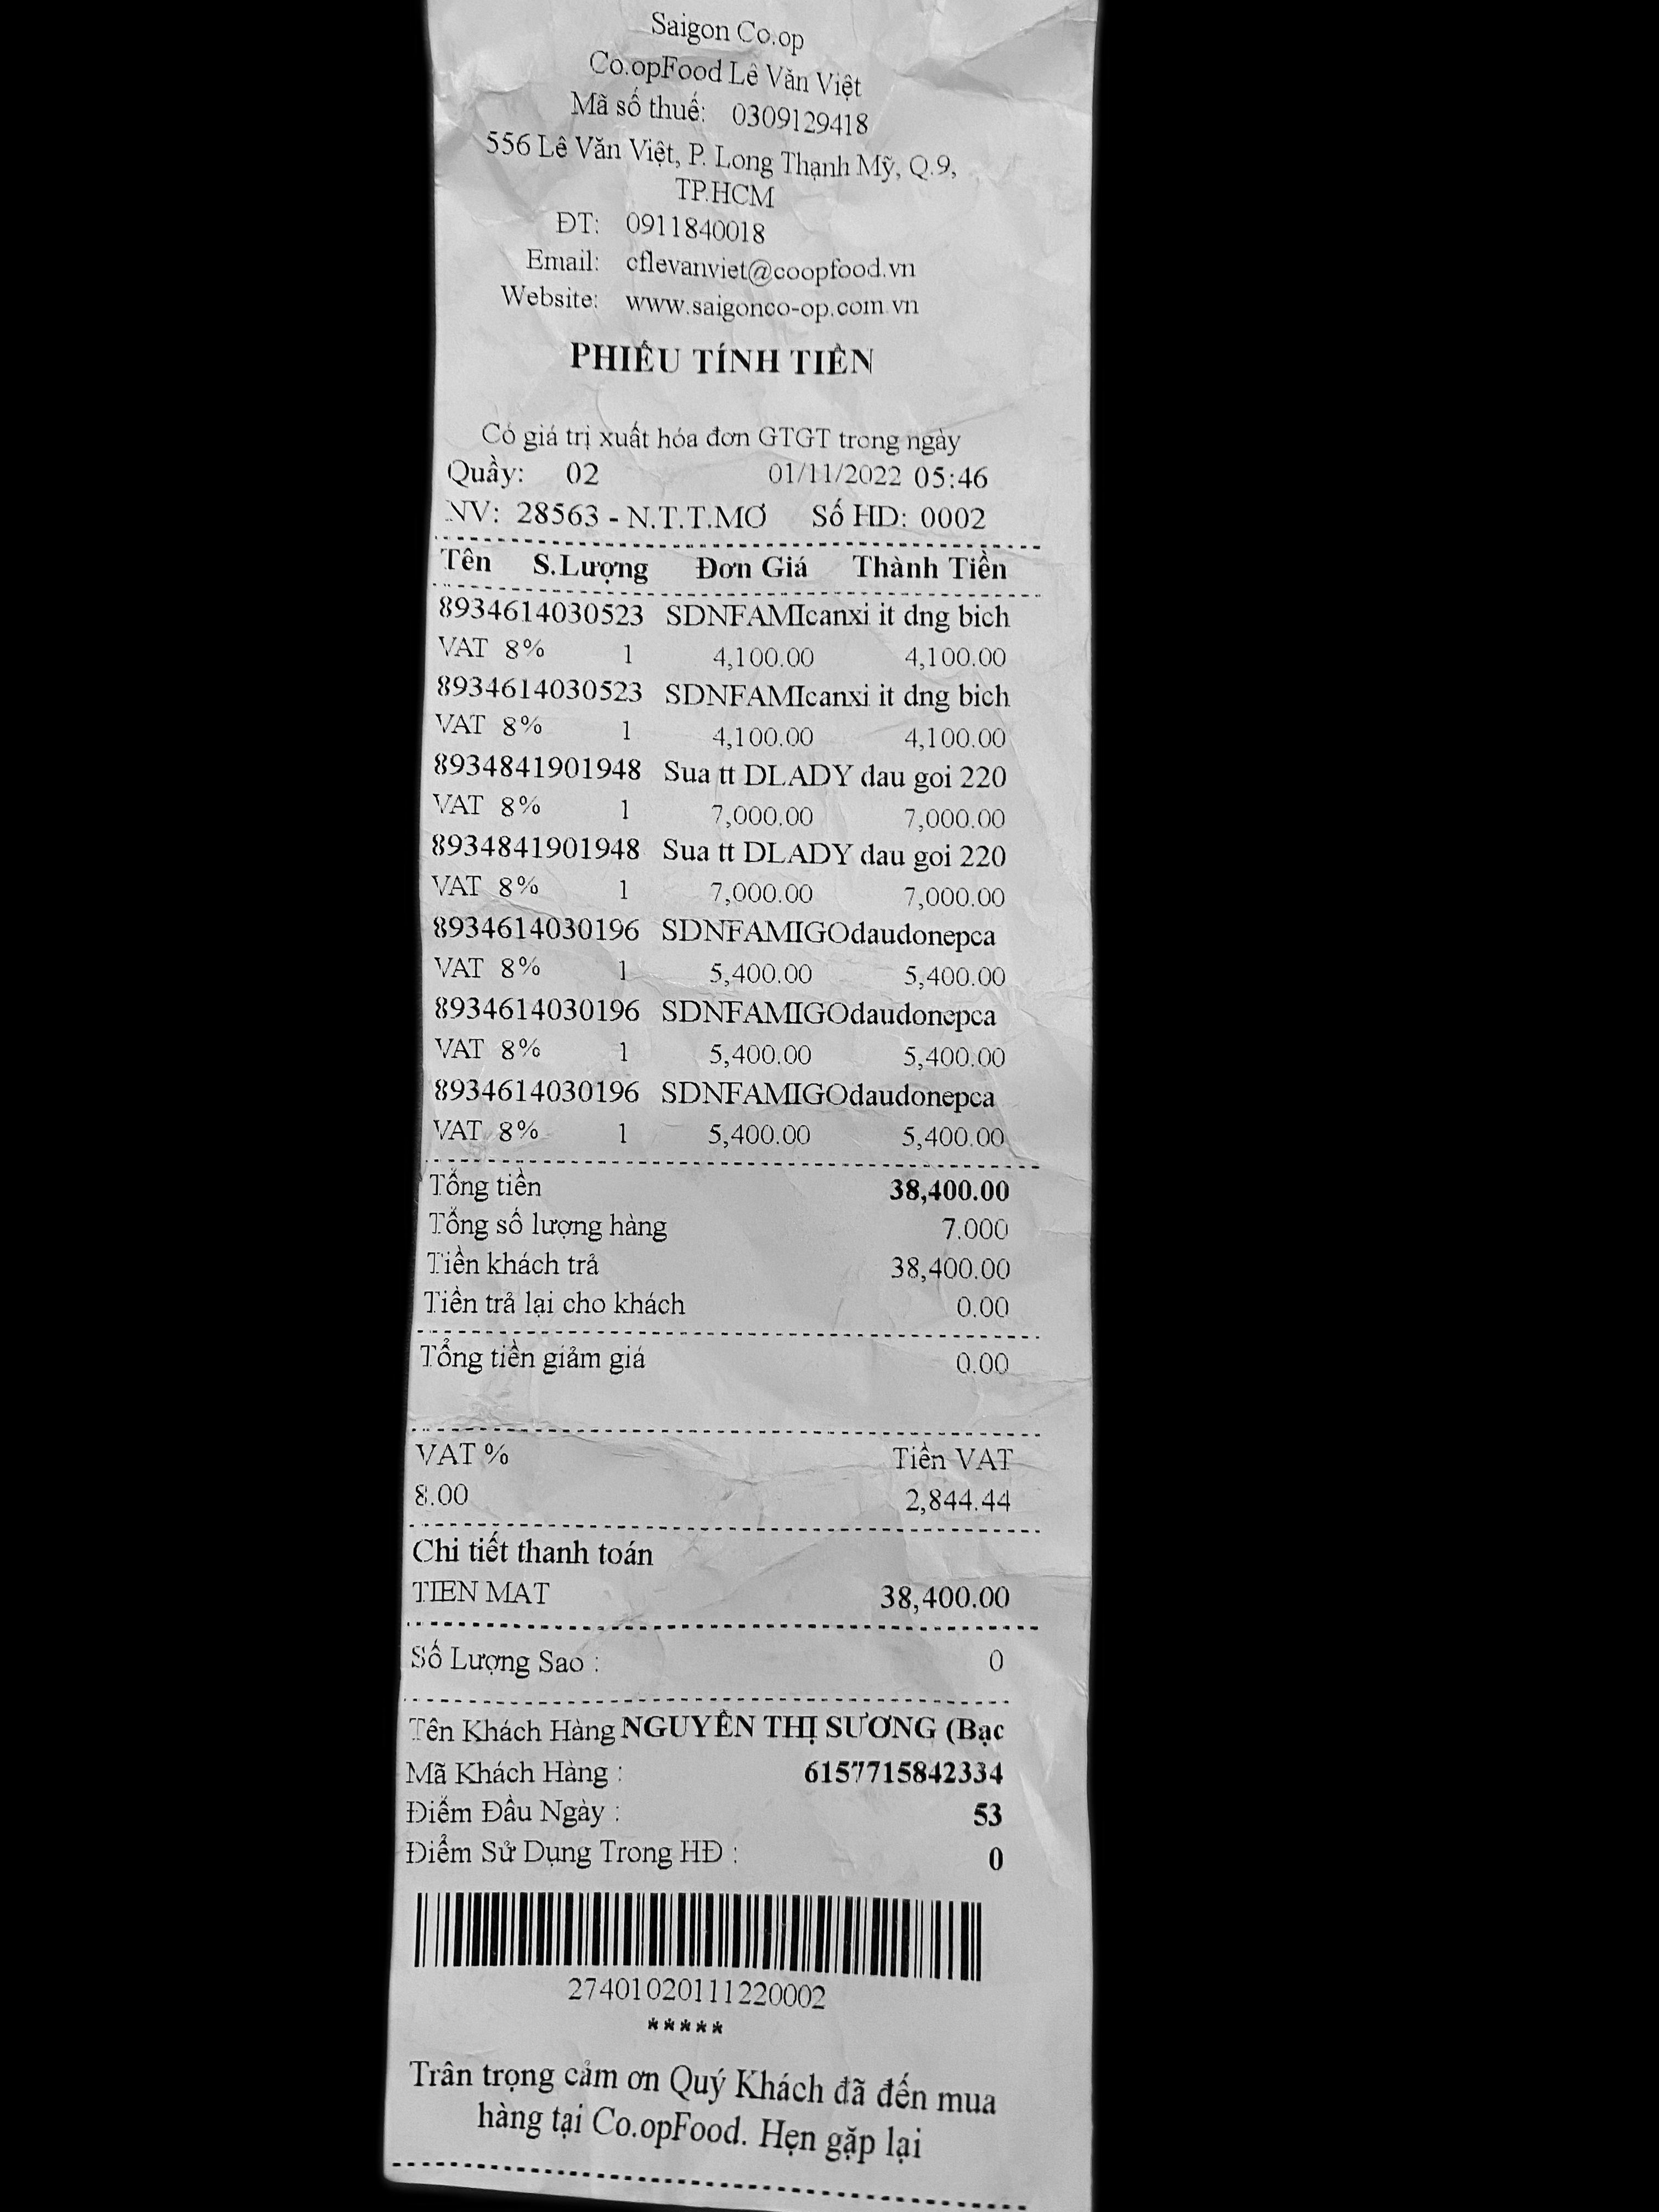 Saigon Co.op
Co.opFood Lê Văn Việt
Mã số thuế: 0309129418
556 Lê Văn Việt, P. Long Thạnh Mỹ, Q.9,
TP.HCM
ĐT: 0911840018
Email: cflevanviet@coopfood.vn
Website: www.saigonco-op.com.vn
PHIẾU TÍNH TIỀN
Có giá trị xuất hóa đơn GTGT trong ngày
Quầy: 02 01/11/2022 05:46
NV: 28563 - N.T.T.MƠ Số HD: 0002
Tên S.Lượng Đơn Giá Thành Tiền
8934614030523 SDNFAMIcanxi it dng bich
VAT 8% 1 4,100.00 4,100.00
8934614030523 SDNFAMIcanxi it dng bich
VAT 8% 1 4,100.00 4,100.00
8934841901948 Sua tt DLADY dau goi 220
VAT 8% 1 7,000.00 7,000.00
8934841901948 Sua tt DLADY dau goi 220
VAT 8% 1 7,000.00 7,000.00
8934614030196 SDNFAMIGOdaudonepca
VAT 8% 1 5,400.00 5,400.00
8934614030196 SDNFAMIGOdaudonepca
VAT 8% 1 5,400.00 5,400.00
8934614030196 SDNFAMIGOdaudonepca
VAT 8% 1 5,400.00 5,400.00
Tổng tiền 38,400.00
Tổng số lượng hàng 7.000
Tiền khách trả 38,400.00
Tiền trả lại cho khách 0.00
Tổng tiền giảm giá 0.00
VAT % Tiền VAT
8.00 2,844.44
Chi tiết thanh toán
TIEN MAT 38,400.00
Số Lượng Sao : 0
Tên Khách Hàng NGUYỄN THỊ SƯƠNG (Bạc
Mã Khách Hàng : 6157715842334
Điểm Đầu Ngày : 53
Điểm Sử Dụng Trong HĐ : 0
27401020111220002
*****
Trân trọng cảm ơn Quý Khách đã đến mua
hàng tại Co.opFood. Hẹn gặp lại